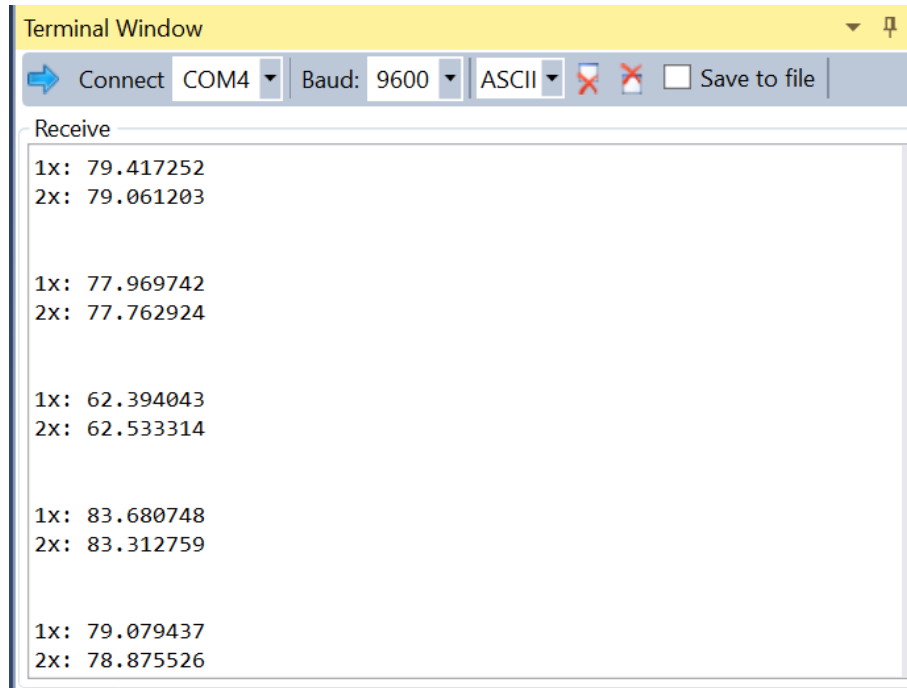 Terminal Window
Connect COM4 Baud: 9600 ASCII Save to file
Receive
1x: 79.417252
2x: 79.061203
1x: 77.969742
2x: 77.762924
1x: 62.394043
2x: 62.533314
1x: 83.680748
2x: 83.312759
1x: 79.079437
2x: 78.875526